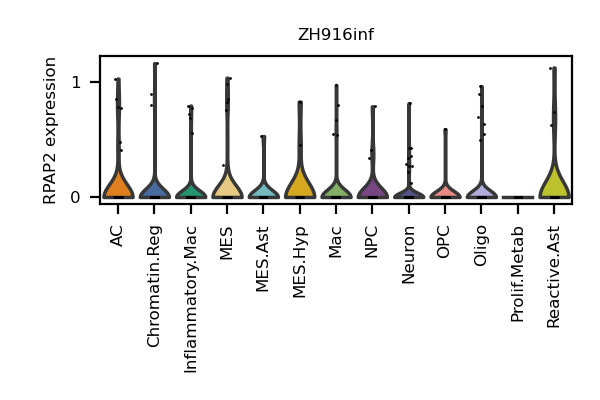 ZH916inf
RPAP2 expression
1
0
AC
Chromatin.Reg
Inflammatory.Mac
MES
MES.Ast
MES.Hyp
Mac
NPC
Neuron
OPC
Oligo
Prolif.Metab
Reactive.Ast